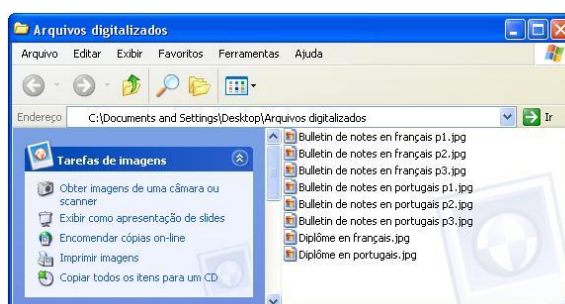 Arquivos digitalizados
Arquivo Editar Exibir Favoritos Ferramentas Ajuda
Endereço C:\Documents and Settings\Desktop\Arquivos digitalizados Ir
Tarefas de imagens
Obter imagens de uma câmara ou
scanner
Exibir como apresentação de slides
Encomendar cópias on-line
Imprimir imagens
Copiar todos os itens para um CD
Bulletin de notes en français p1.jpg
Bulletin de notes en français p2.jpg
Bulletin de notes en français p3.jpg
Bulletin de notes en portugais p1.jpg
Bulletin de notes en portugais p2.jpg
Bulletin de notes en portugais p3.jpg
Diplôme en français.jpg
Diplôme en portugais.jpg